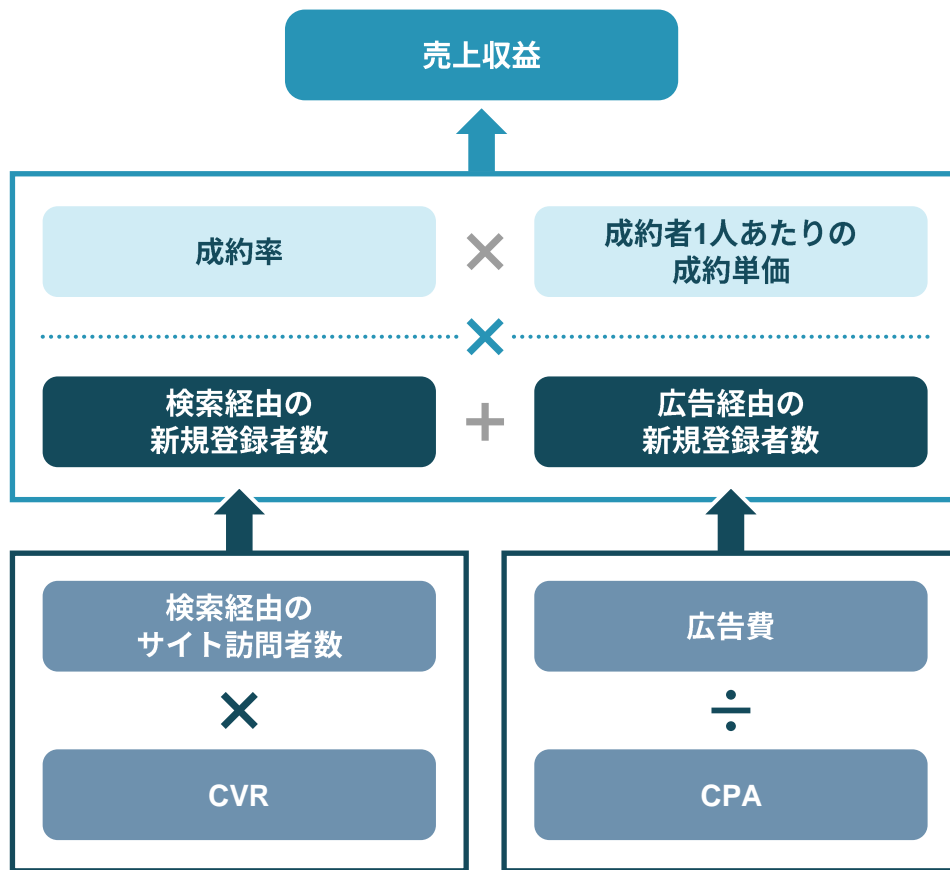 売上収益
成約率
×
成約者1人あたりの
成約単価
×
検索経由の
新規登録者数
+
広告経由の
新規登録者数
検索経由の
サイト訪問者数
×
CVR
広告費
÷
CPA